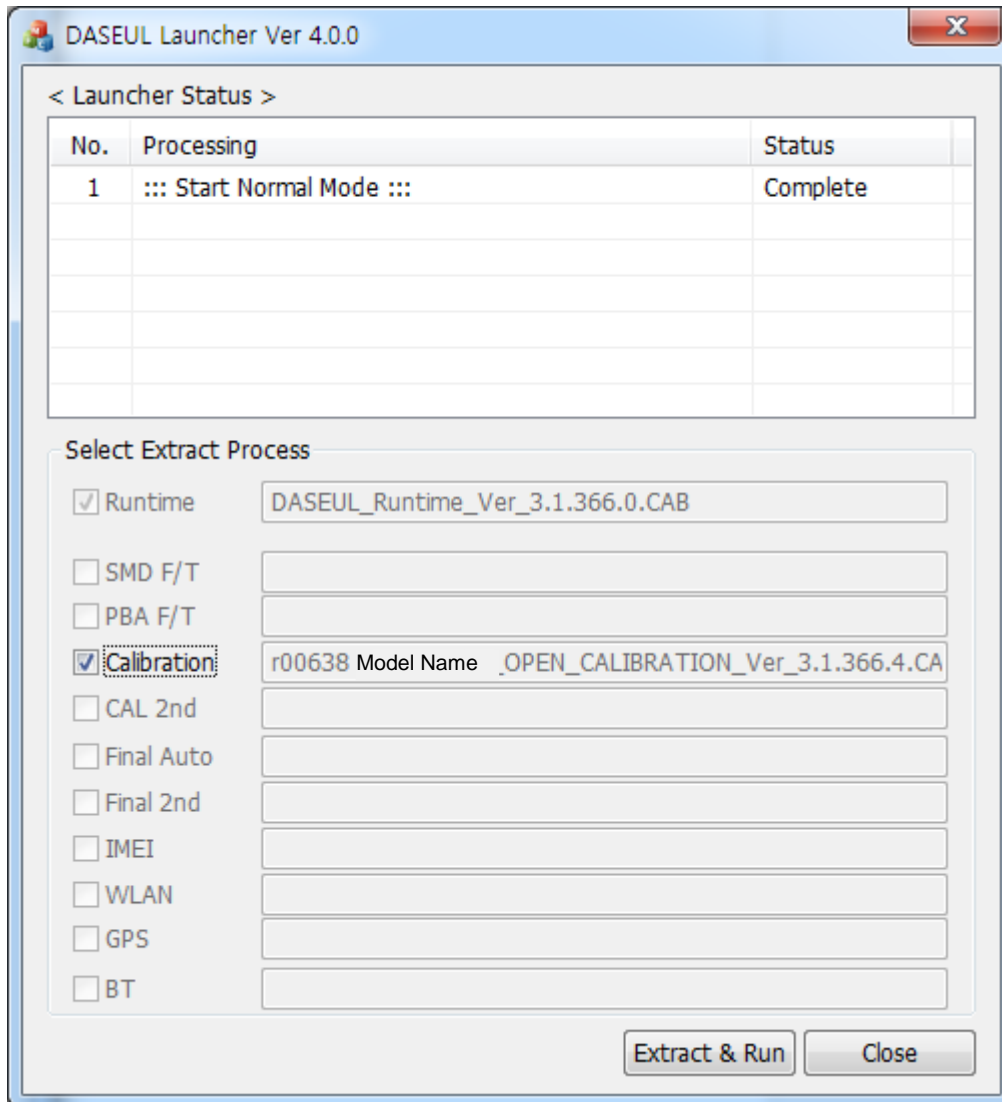 DASEUL Launcher Ver 4.0.0
< Launcher Status >
No. Processing Status
1 ::: Start Normal Mode ::: Complete
Select Extract Process
Runtime DASEUL_Runtime_Ver_3.1.366.0.CAB
SMD F/T
PBA F/T
Calibration r00638 Model Name _OPEN_CALIBRATION_Ver_3.1.366.4.CA
CAL 2nd
Final Auto
Final 2nd
IMEI
WLAN
GPS
BT
Extract & Run Close